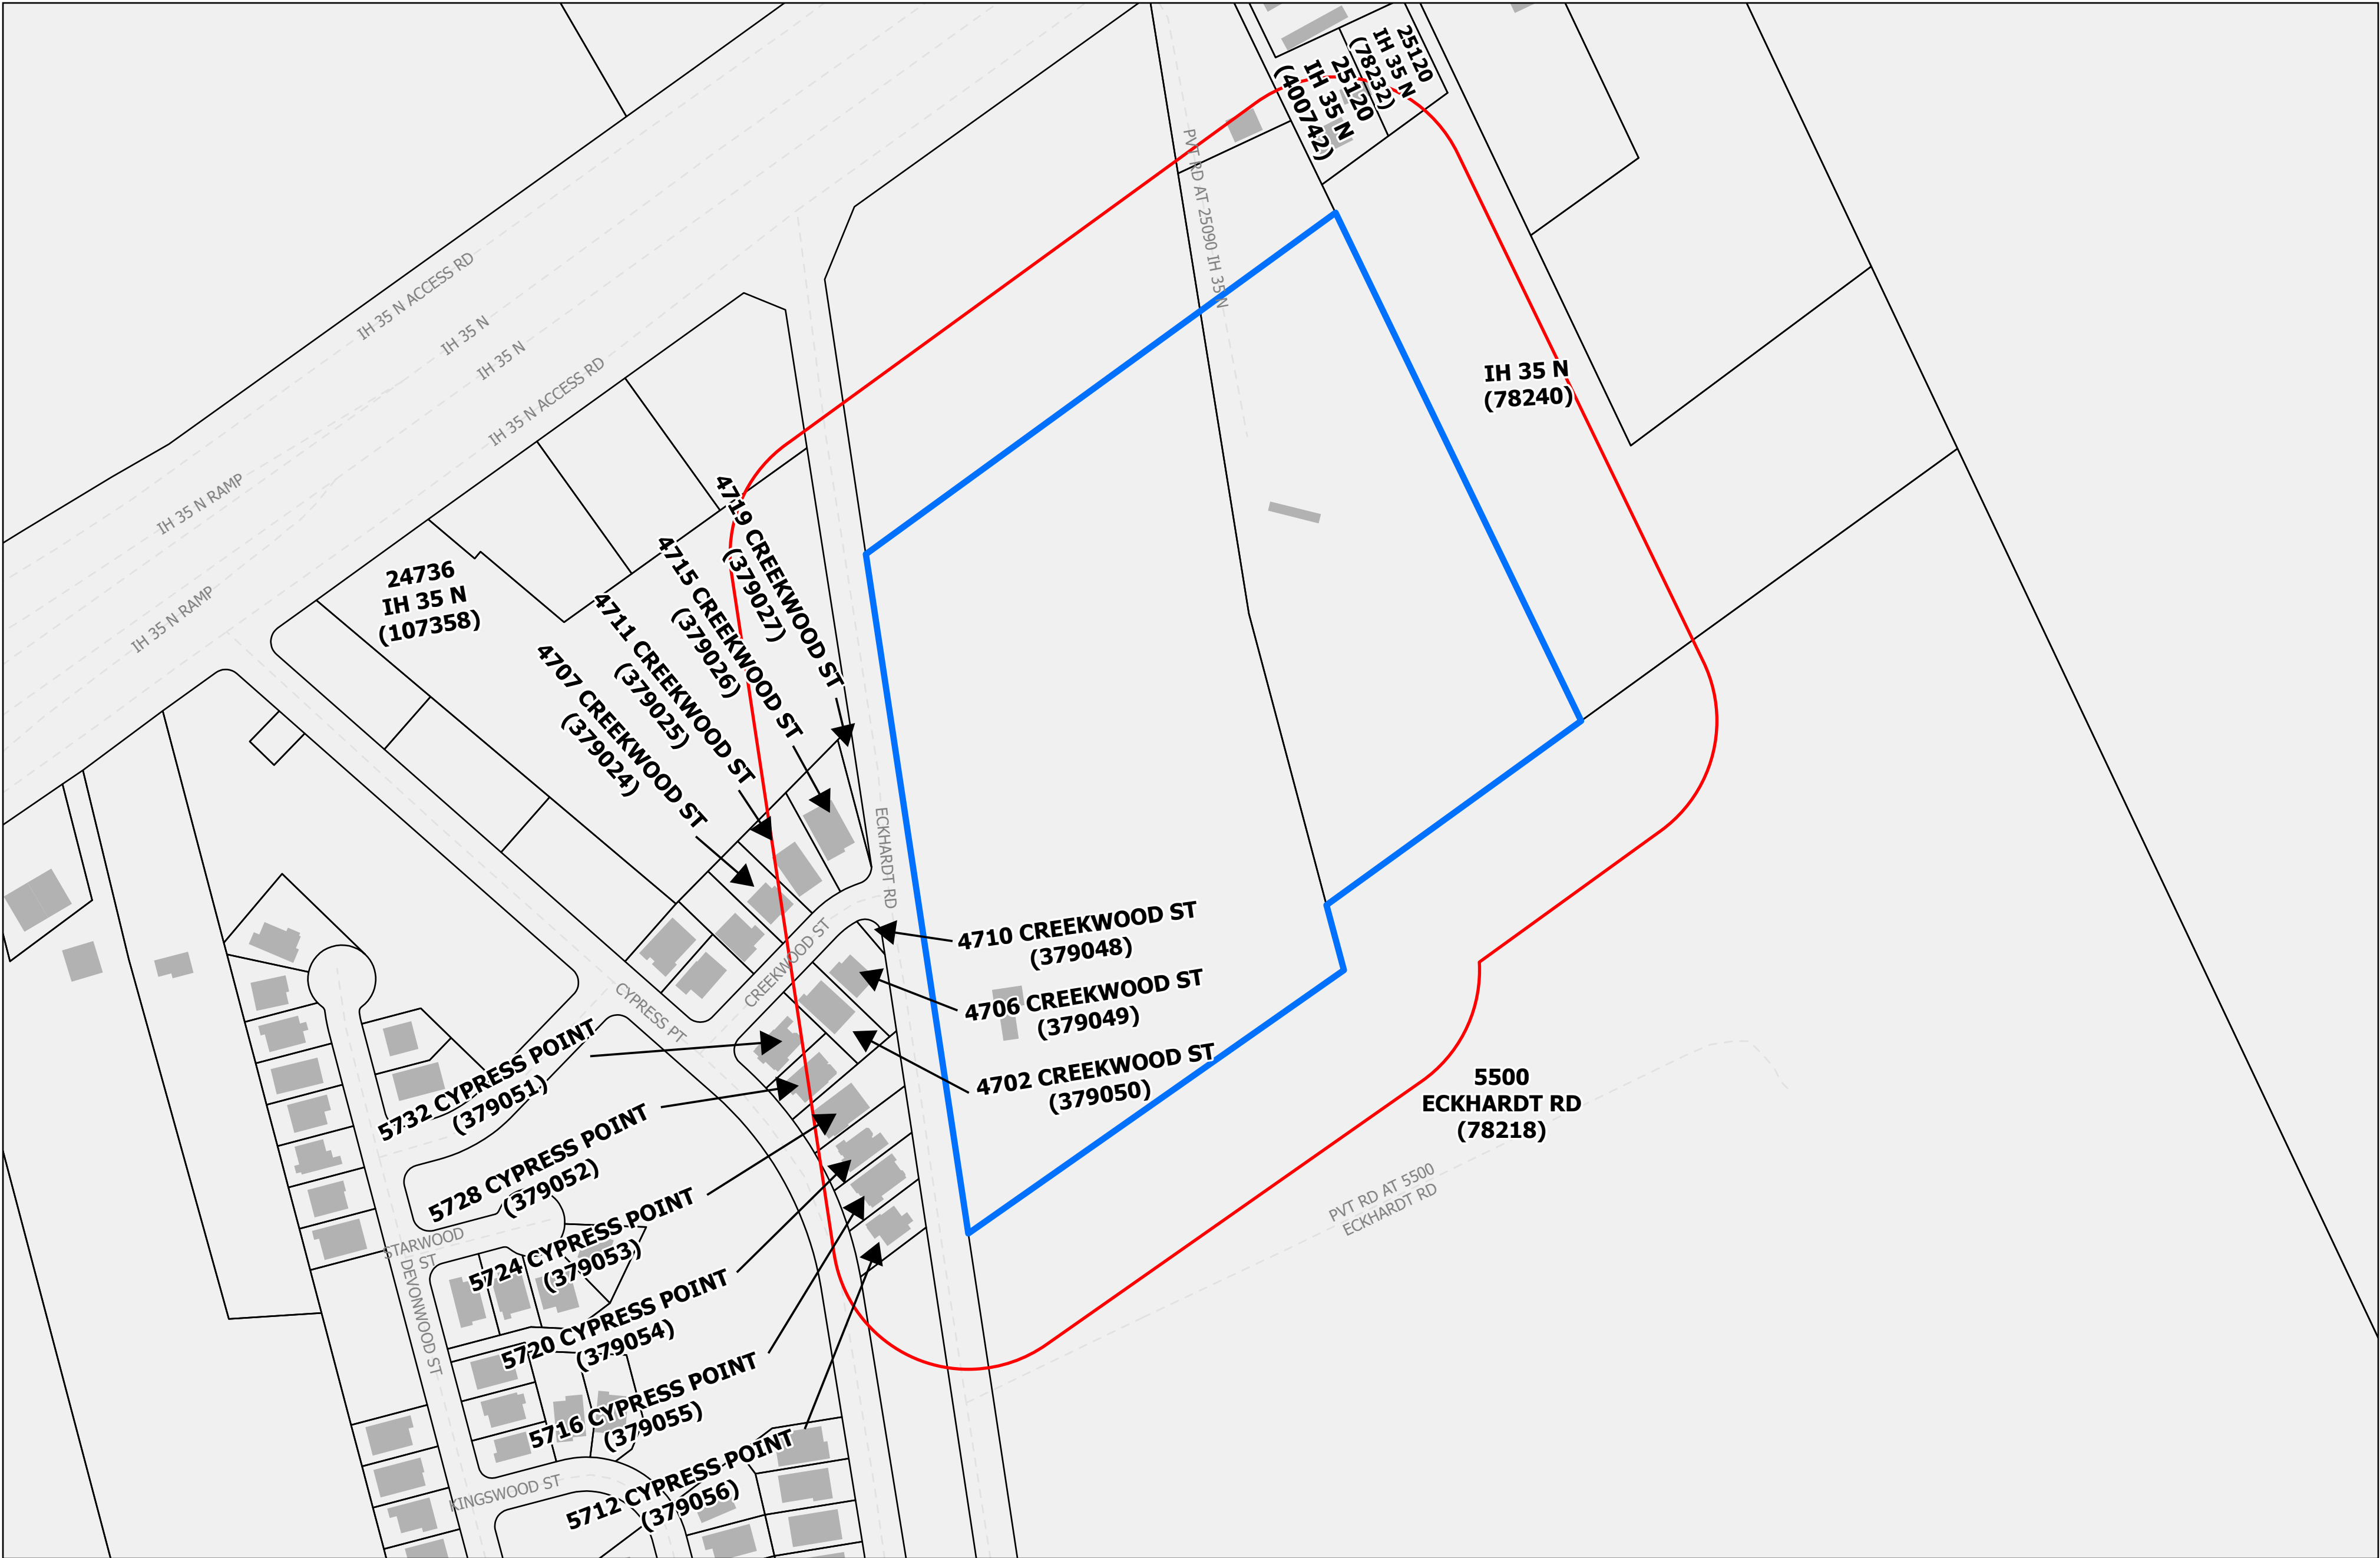 25120
IH 35 N
(78232)
25120
IH 35 N
(400742)
PVT RD AT 25090 IH 35 N
IH 35 N ACCESS RD
IH 35 N
IH 35 N
IH 35 N ACCESS RD
IH 35 N RAMP
IH 35 N RAMP
IH 35 N
(78240)
24736
IH 35 N
(107358)
4719 CREEKWOOD ST
(379027)
4715 CREEKWOOD ST
(379026)
4711 CREEKWOOD ST
(379025)
4707 CREEKWOOD ST
(379024)
ECKHARDT RD
CREEKWOOD ST
CYPRESS PT
4710 CREEKWOOD ST
(379048)
4706 CREEKWOOD ST
(379049)
4702 CREEKWOOD ST
(379050)
5732 CYPRESS POINT
(379051)
5728 CYPRESS POINT
(379052)
5724 CYPRESS POINT
(379053)
5720 CYPRESS POINT
(379054)
5716 CYPRESS POINT
(379055)
5712 CYPRESS POINT
(379056)
5500
ECKHARDT RD
(78218)
PVT RD AT 5500
ECKHARDT RD
STARWOOD
ST
DEVONWOOD ST
KINGSWOOD ST